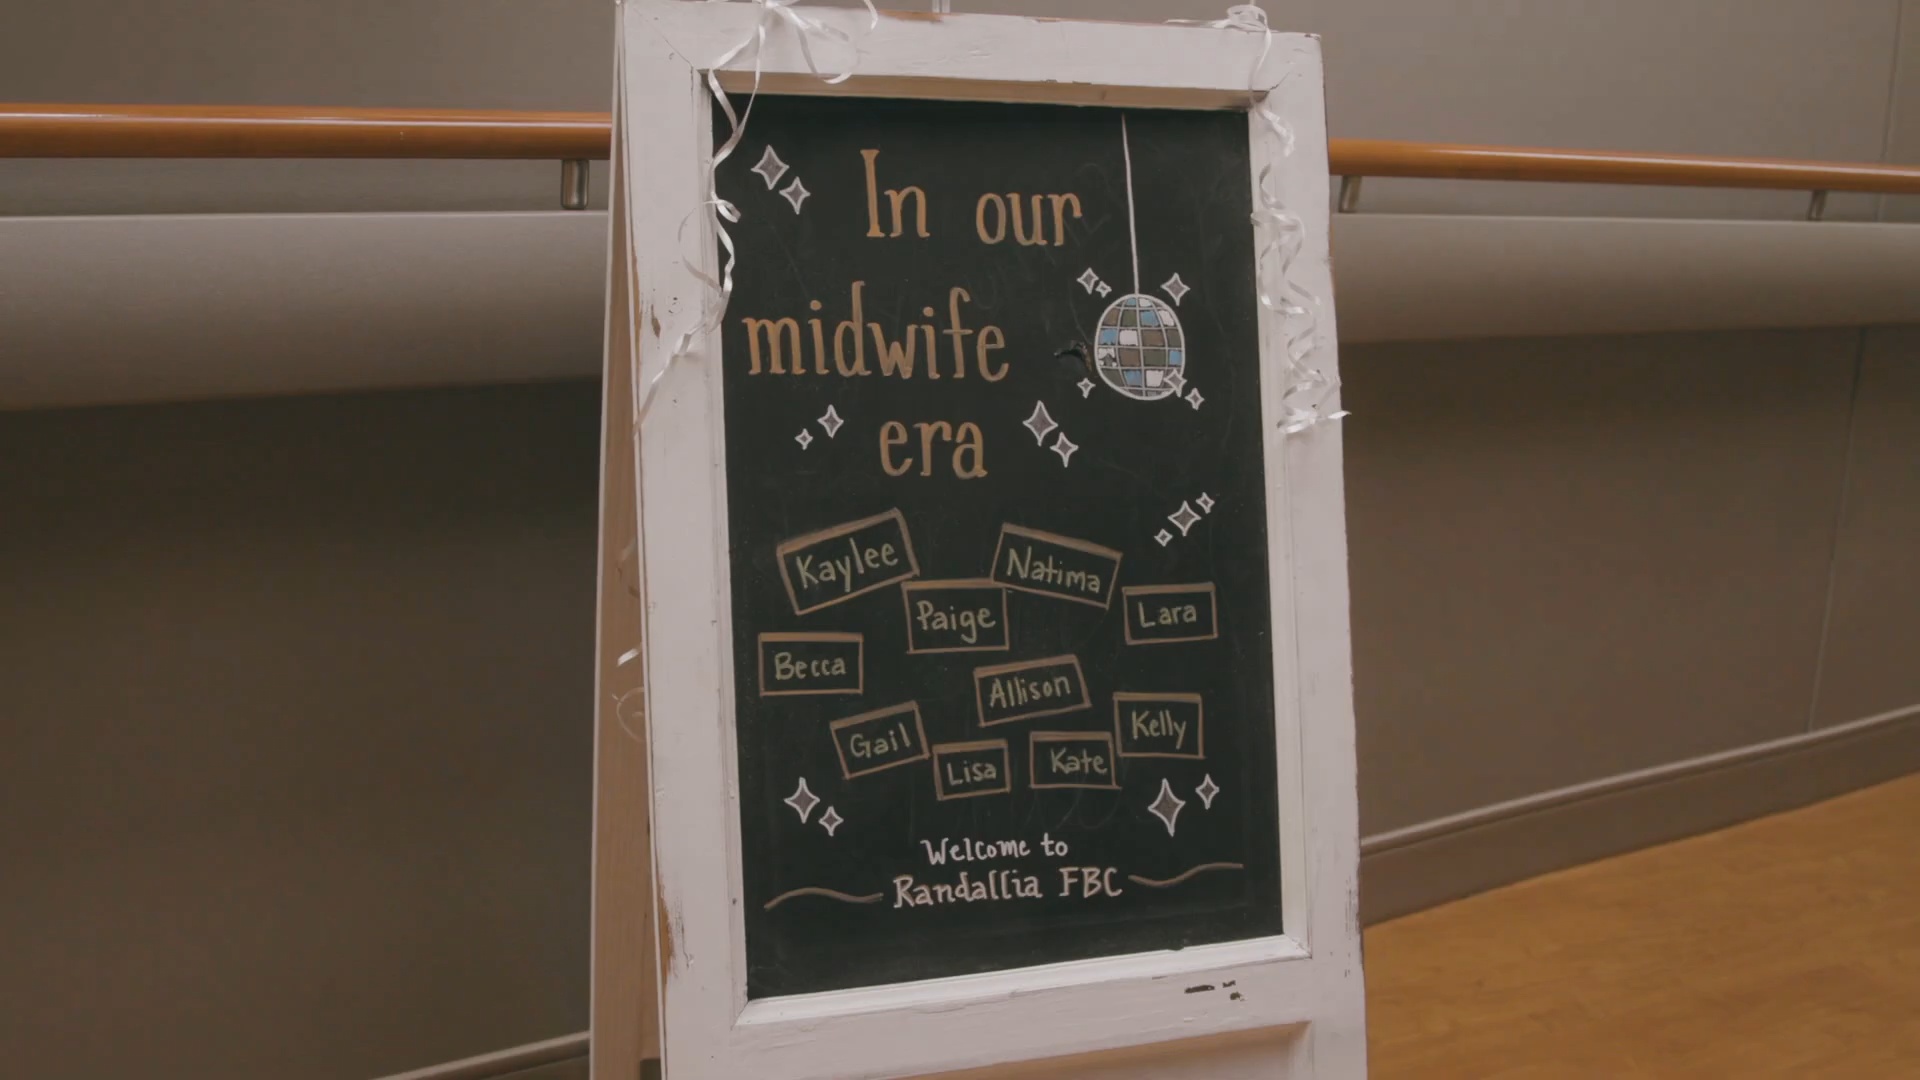 In our
midwife
era
Kaylee
Natima
Paige
Lara
Becca
Allison
Gail
Kelly
Lisa
Kate
Welcome to
Randallia FBC